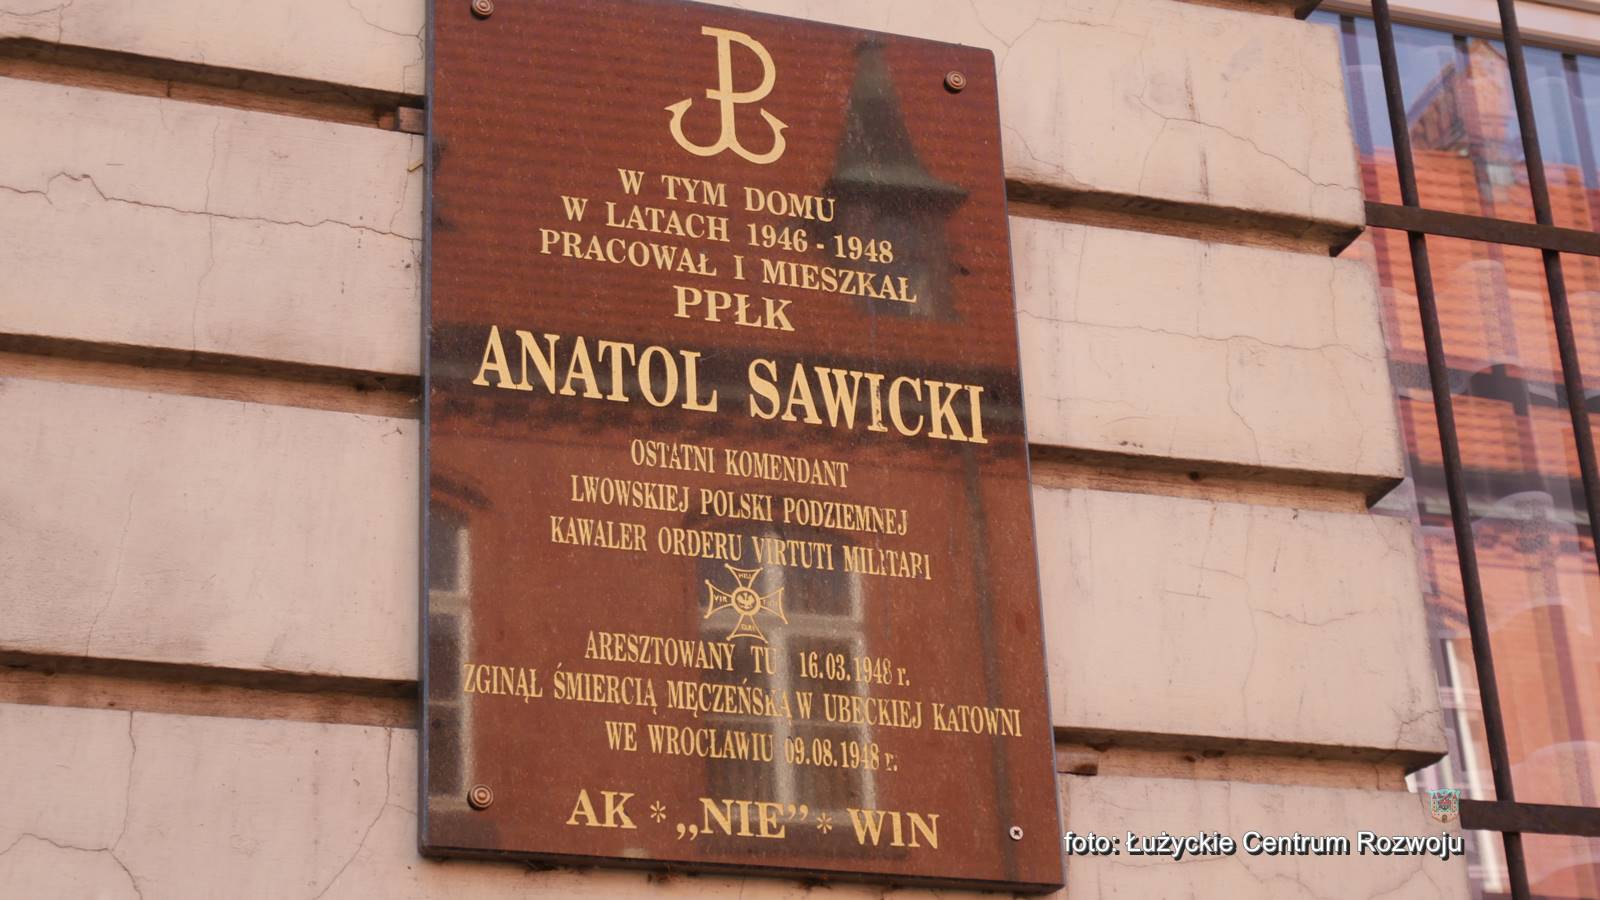 W TYM DOMU
W LATACH 1946 - 1948
PRACOWAŁ I MIESZKAŁ
PPŁK
ANATOL SAWICKI
OSTATNI KOMENDANT
LWOWSKIEJ POLSKI PODZIEMNEJ
KAWALER ORDERU VIRTUTI MILITARI
ARESZTOWANY TU 16.03.1948 r.
ZGINĄŁ ŚMIERCIĄ MĘCZEŃSKĄ W UBECKIEJ KATOWNI
WE WROCŁAWIU 09.08.1948 r.
AK * „NIE” * WIN
foto: Łużyckie Centrum Rozwoju